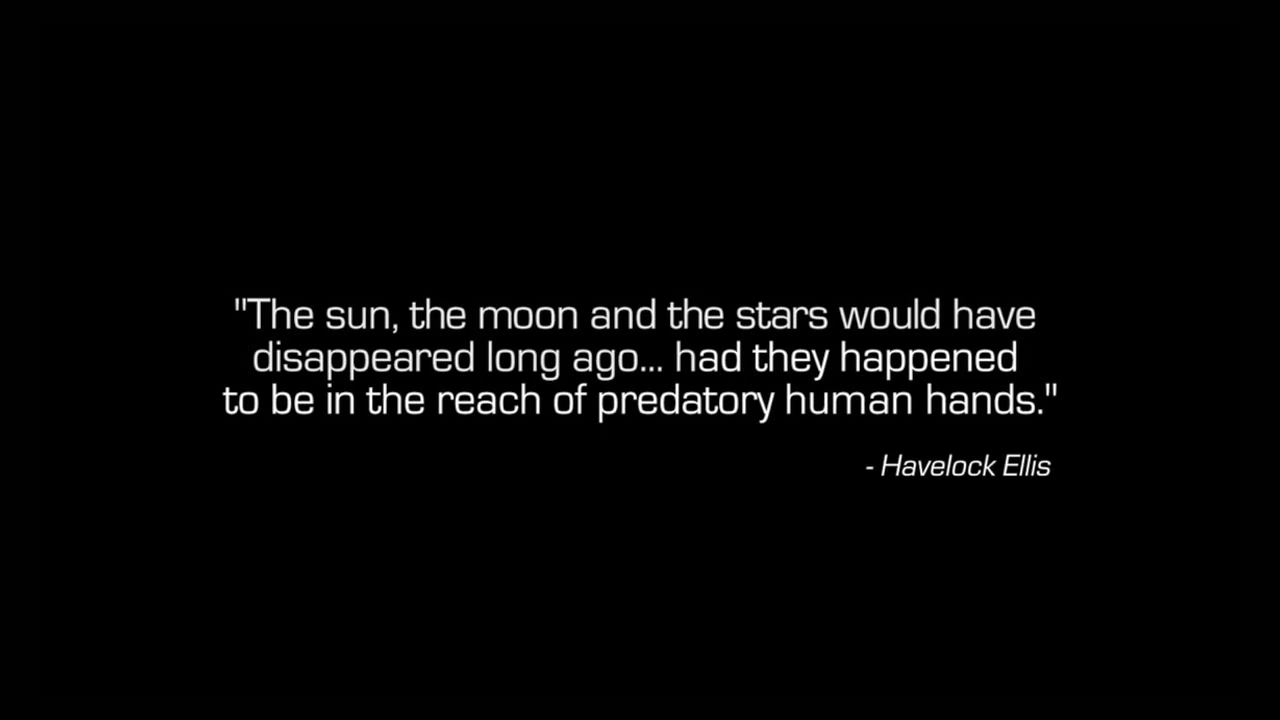 "The sun, the moon and the stars would have
disappeared long ago... had they happened
to be in the reach of predatory human hands."
- Havelock Ellis